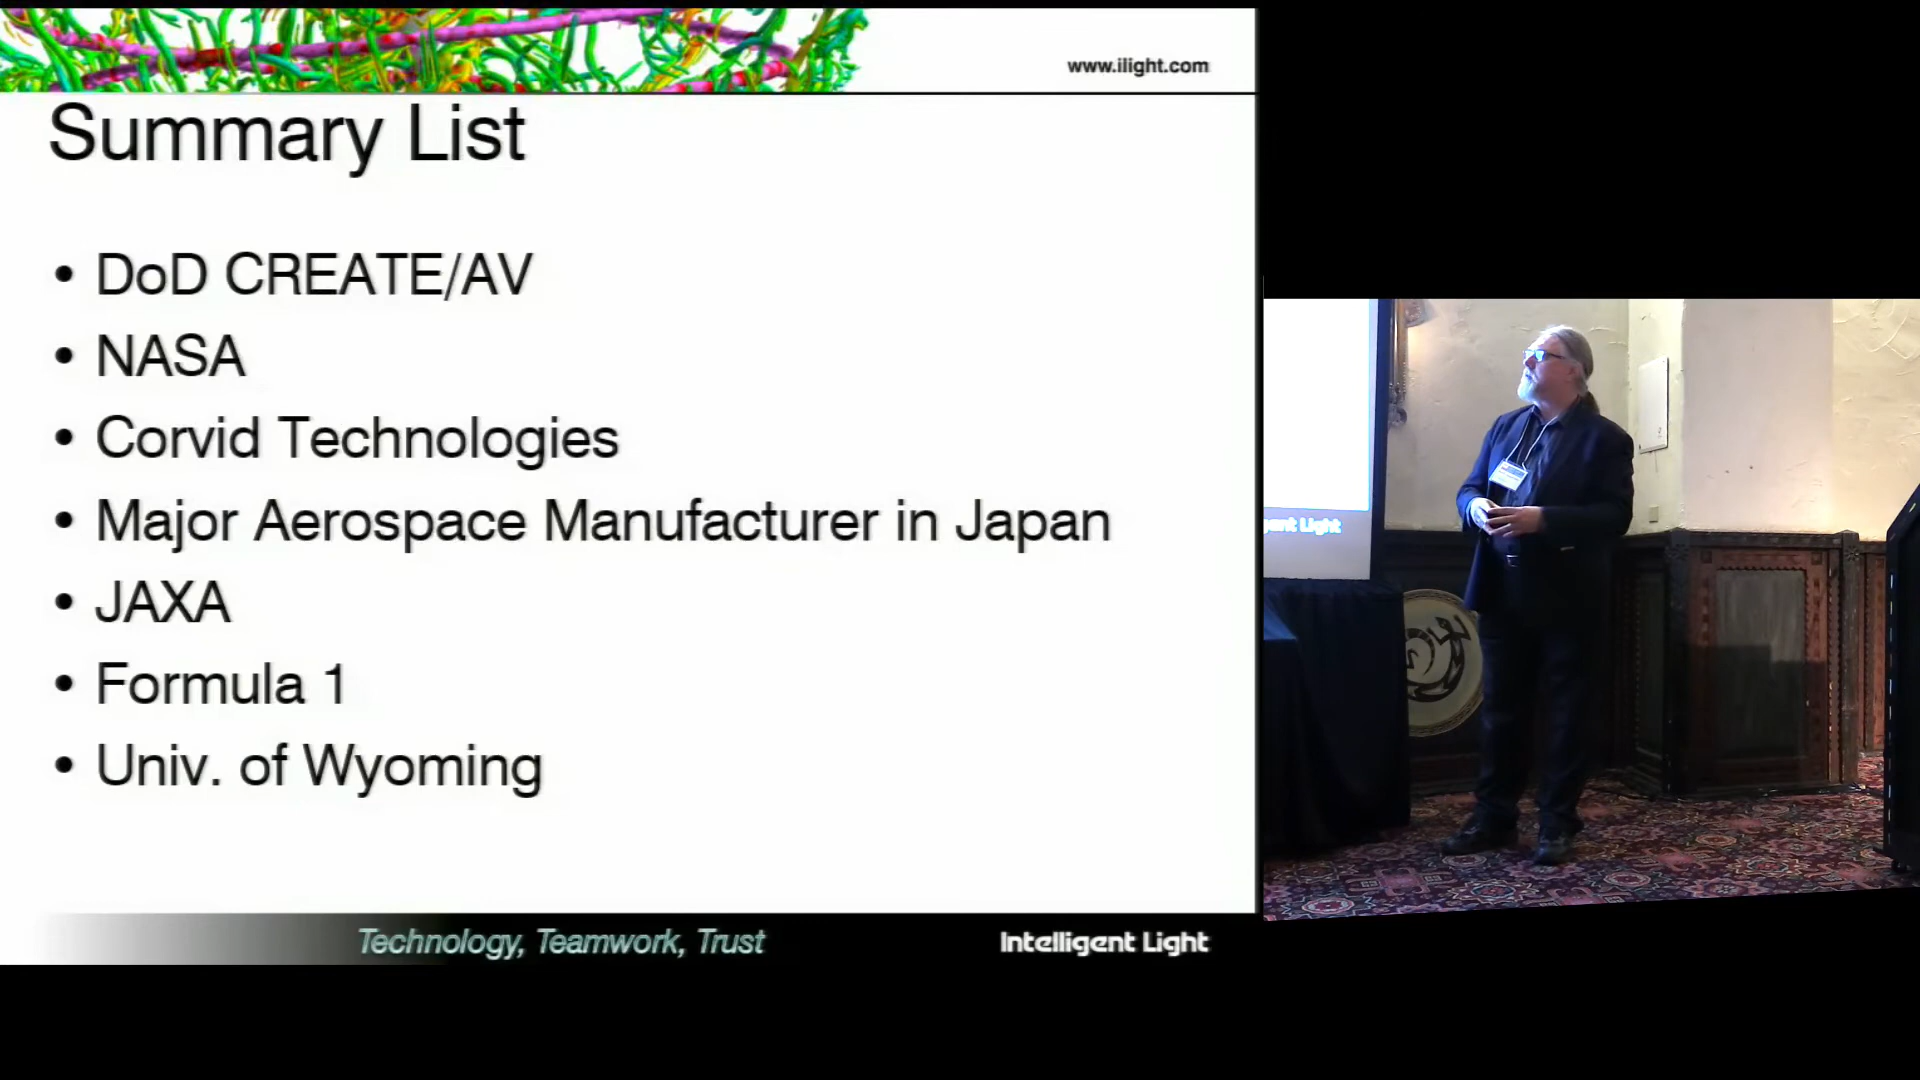 www.ilight.com
Summary List
• DoD CREATE/AV
• NASA
• Corvid Technologies
• Major Aerospace Manufacturer in Japan
• JAXA
• Formula 1
• Univ. of Wyoming
Technology, Teamwork, Trust
Intelligent Light
Light